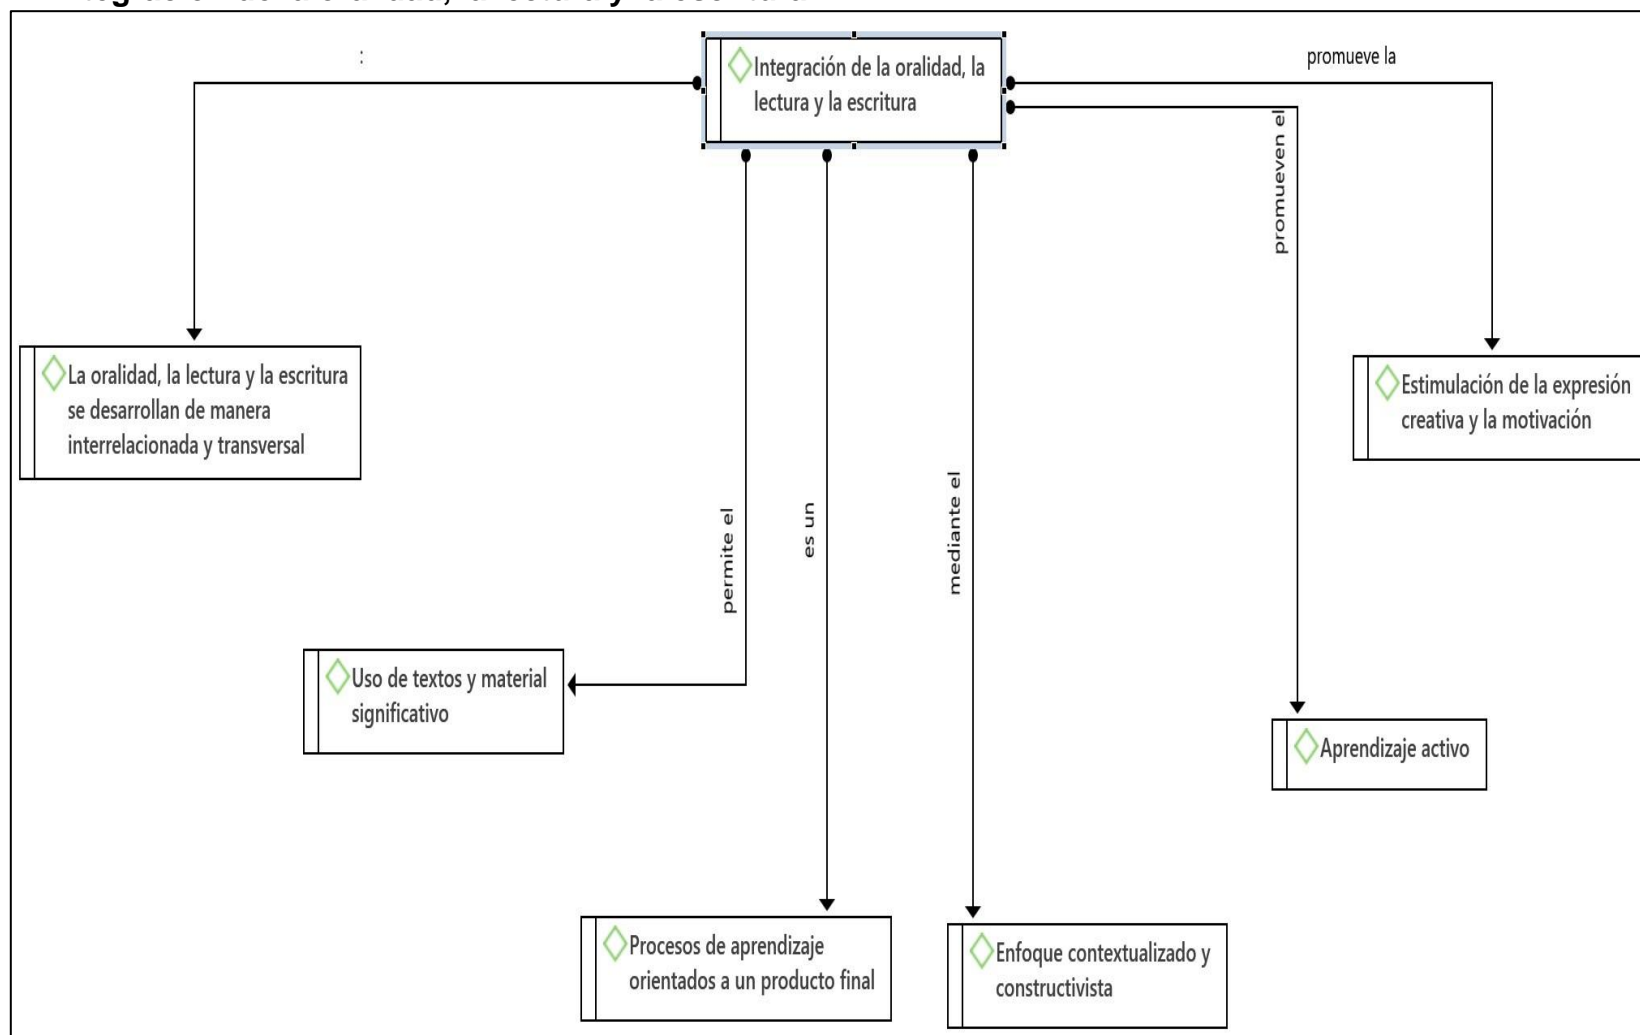 :
Integración de la oralidad, la
lectura y la escritura
promueve la
promueven el
La oralidad, la lectura y la escritura
se desarrollan de manera
interrelacionada y transversal
Estimulación de la expresión
creativa y la motivación
permite el
es un
mediante el
Uso de textos y material
significativo
Aprendizaje activo
Procesos de aprendizaje
orientados a un producto final
Enfoque contextualizado y
constructivista